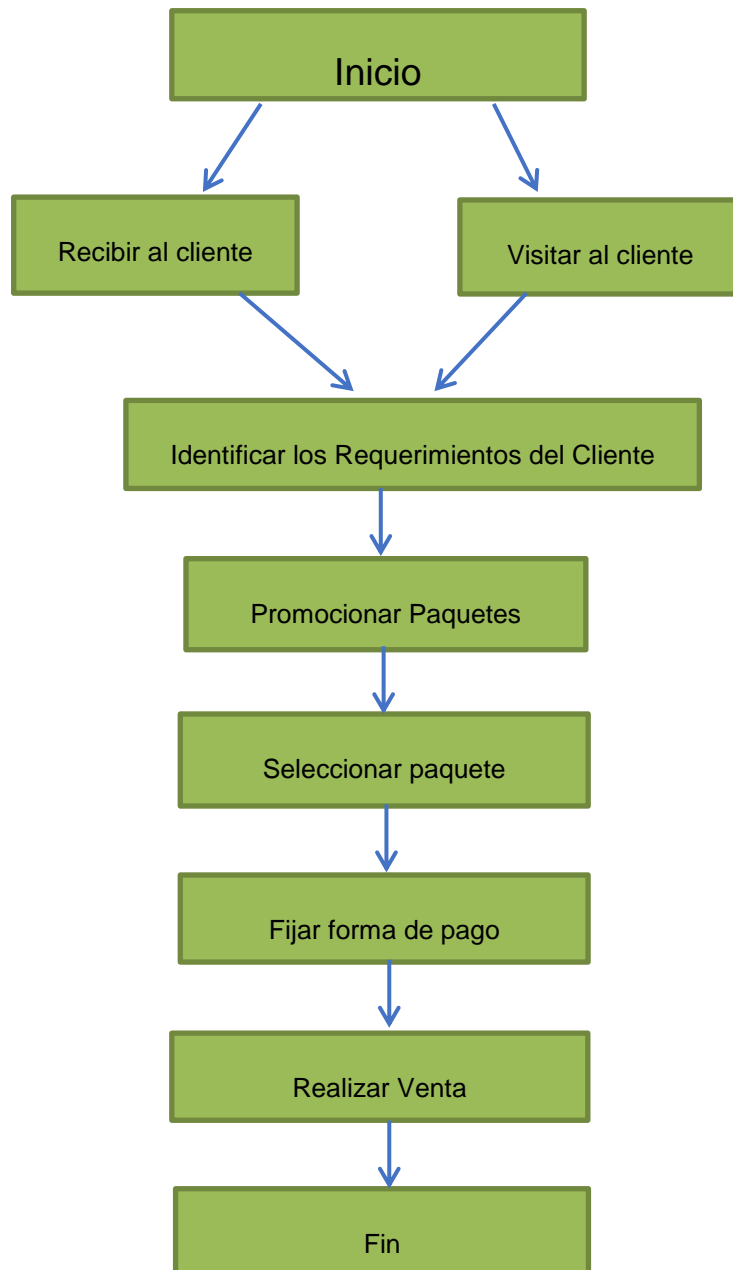 Inicio
Recibir al cliente
Visitar al cliente
Identificar los Requerimientos del Cliente
Promocionar Paquetes
Seleccionar paquete
Fijar forma de pago
Realizar Venta
Fin